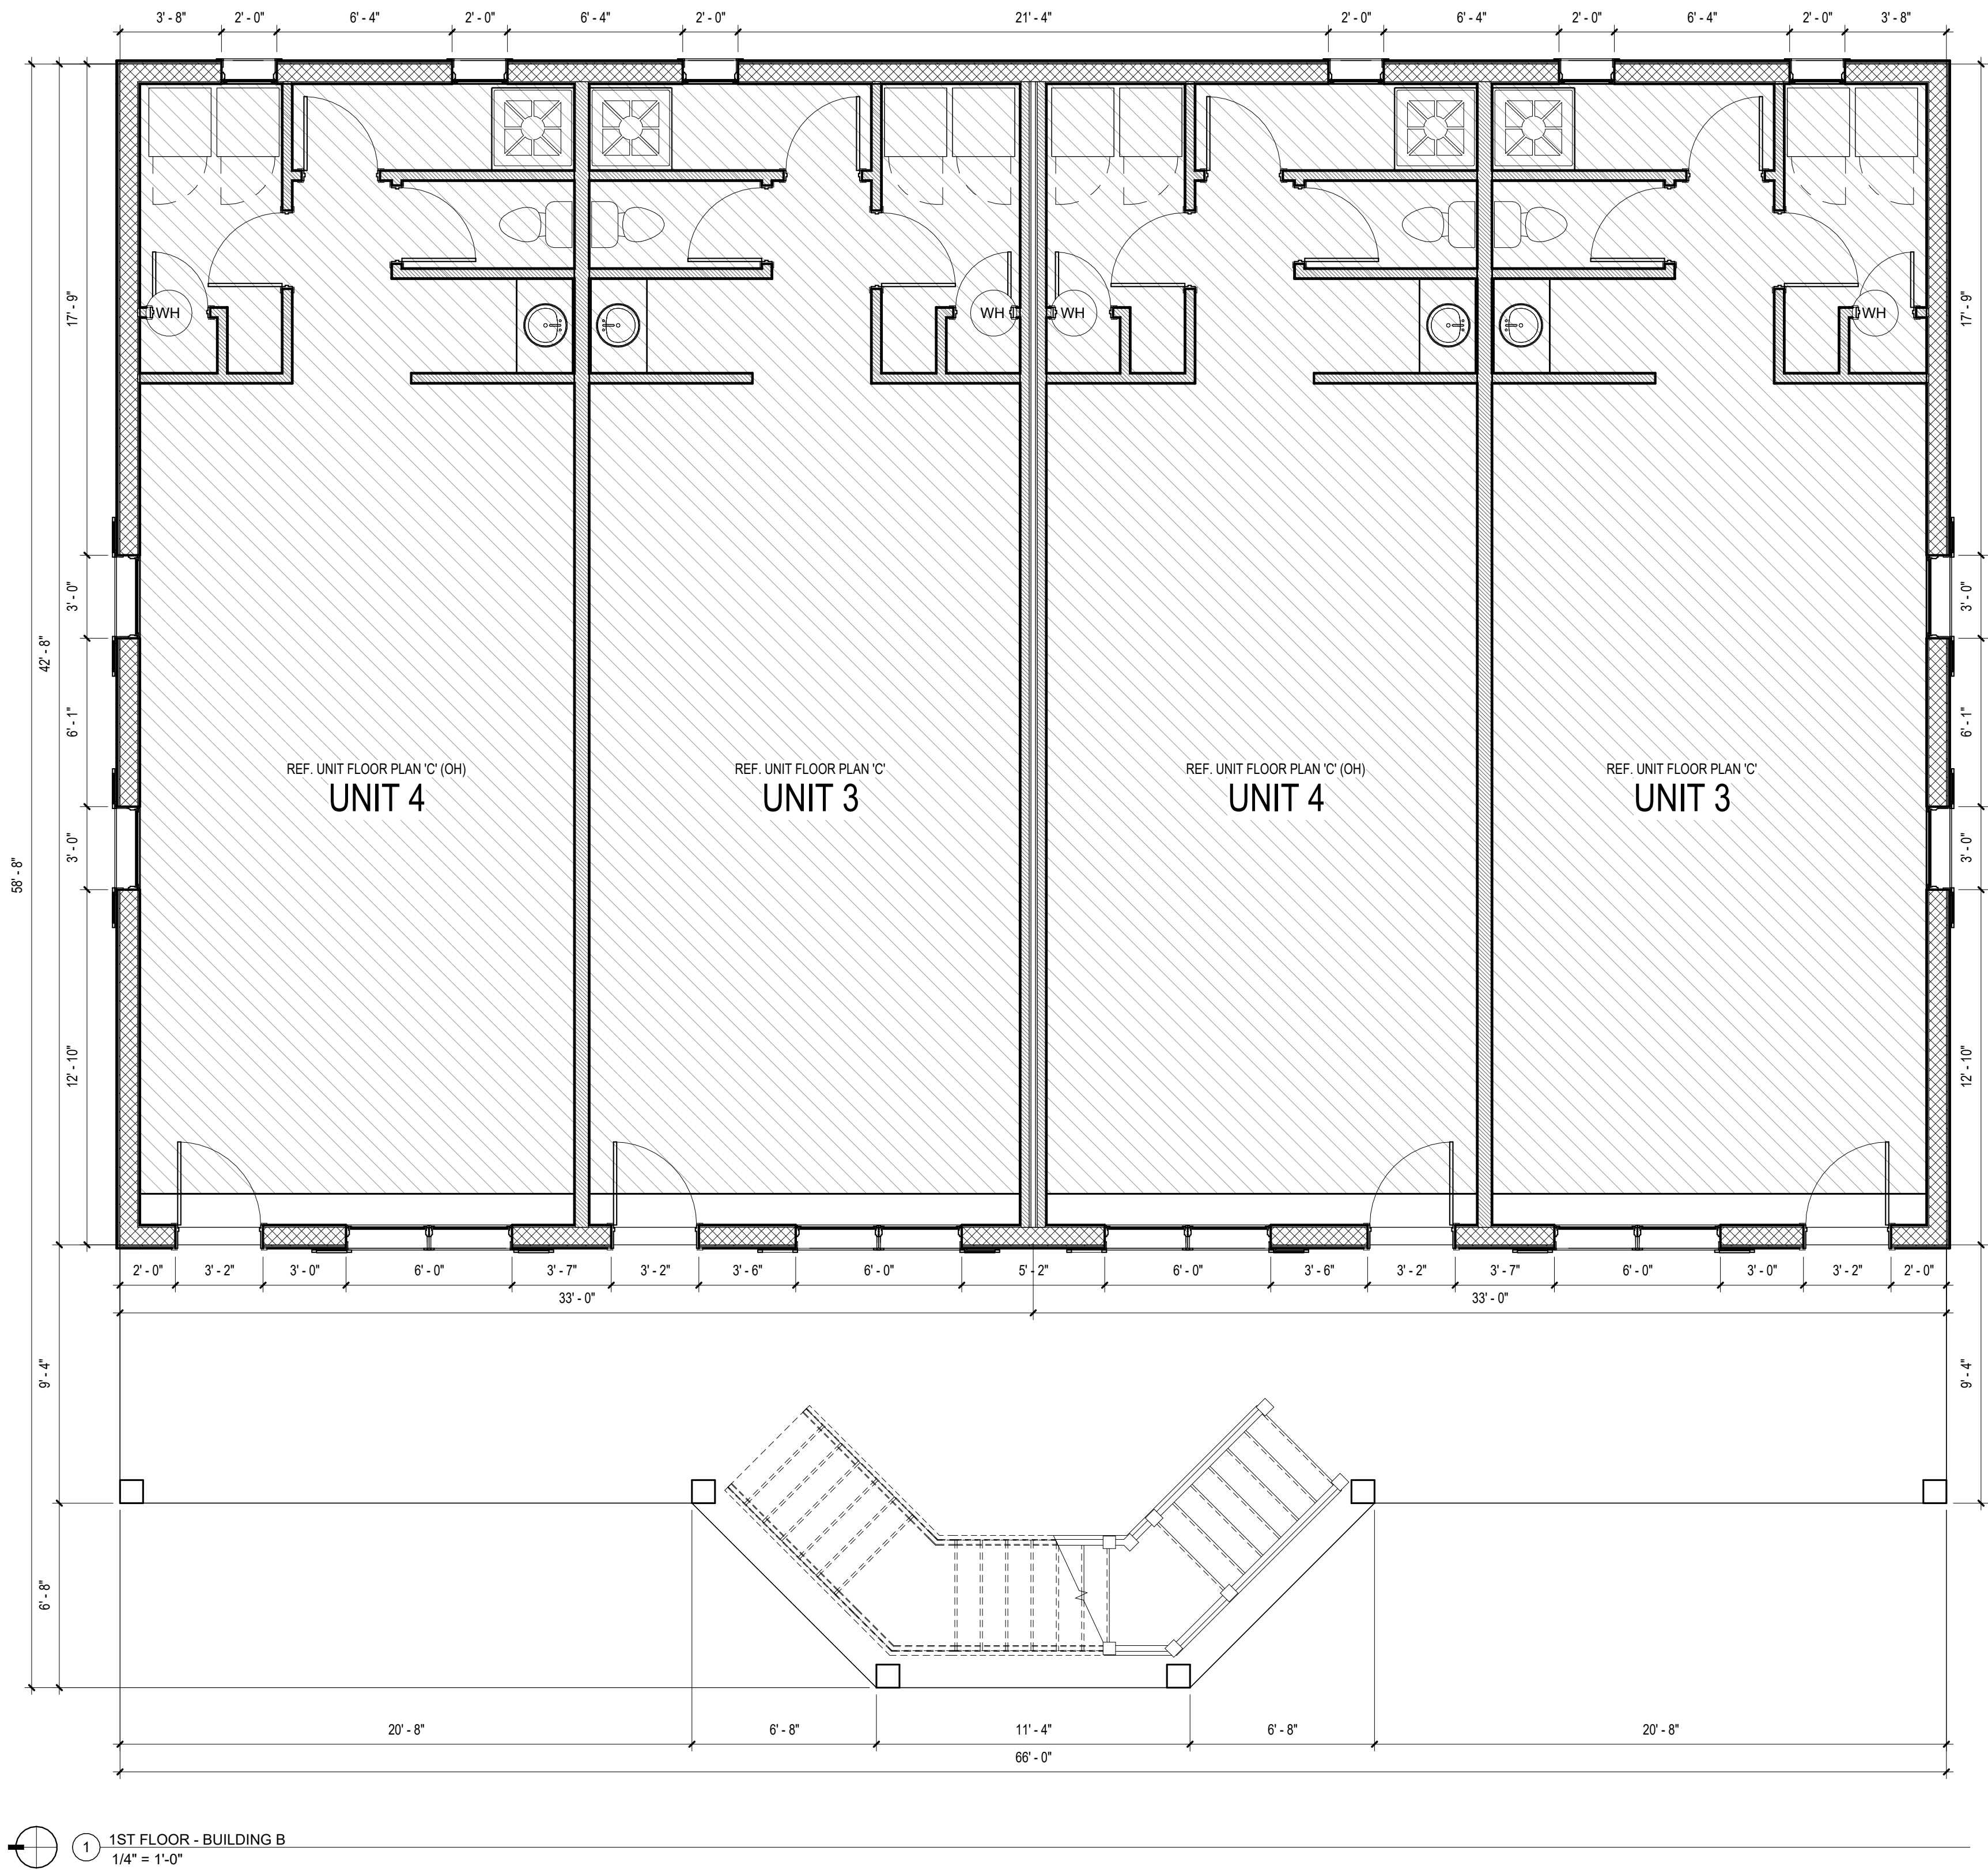 3' - 8" 2' - 0" 6' - 4" 2' - 0" 6' - 4" 2' - 0" 21' - 4" 2' - 0" 6' - 4" 2' - 0" 6' - 4" 2' - 0" 3' - 8"
WH WH WH WH
17' - 9" 17' - 9"
3' - 0" 3' - 0"
42' - 8"
6' - 1" 6' - 1"
REF. UNIT FLOOR PLAN 'C' (OH) REF. UNIT FLOOR PLAN 'C' REF. UNIT FLOOR PLAN 'C' (OH) REF. UNIT FLOOR PLAN 'C'
UNIT 4 UNIT 3 UNIT 4 UNIT 3
3' - 0" 3' - 0"
58' - 8"
12' - 10" 12' - 10"
2' - 0" 3' - 2" 3' - 0" 6' - 0" 3' - 7" 3' - 2" 3' - 6" 6' - 0" 5' - 2" 6' - 0" 3' - 6" 3' - 2" 3' - 7" 6' - 0" 3' - 0" 3' - 2" 2' - 0"
33' - 0" 33' - 0"
9' - 4" 9' - 4"
6' - 8"
20' - 8" 6' - 8" 11' - 4" 6' - 8" 20' - 8"
66' - 0"
1 1ST FLOOR - BUILDING B
1/4" = 1'-0"